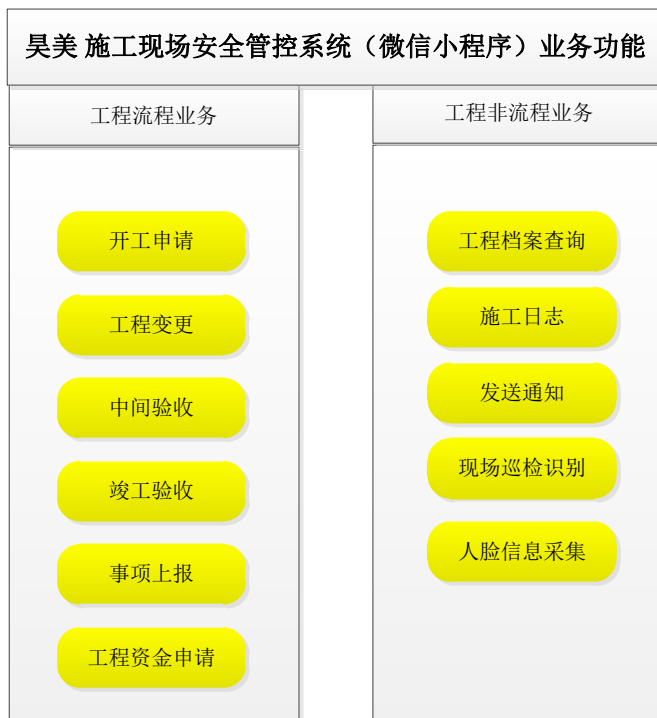 昊美 施工现场安全管控系统（微信小程序）业务功能
工程流程业务
开工申请
工程变更
中间验收
竣工验收
事项上报
工程资金申请
工程非流程业务
工程档案查询
施工日志
发送通知
现场巡检识别
人脸信息采集